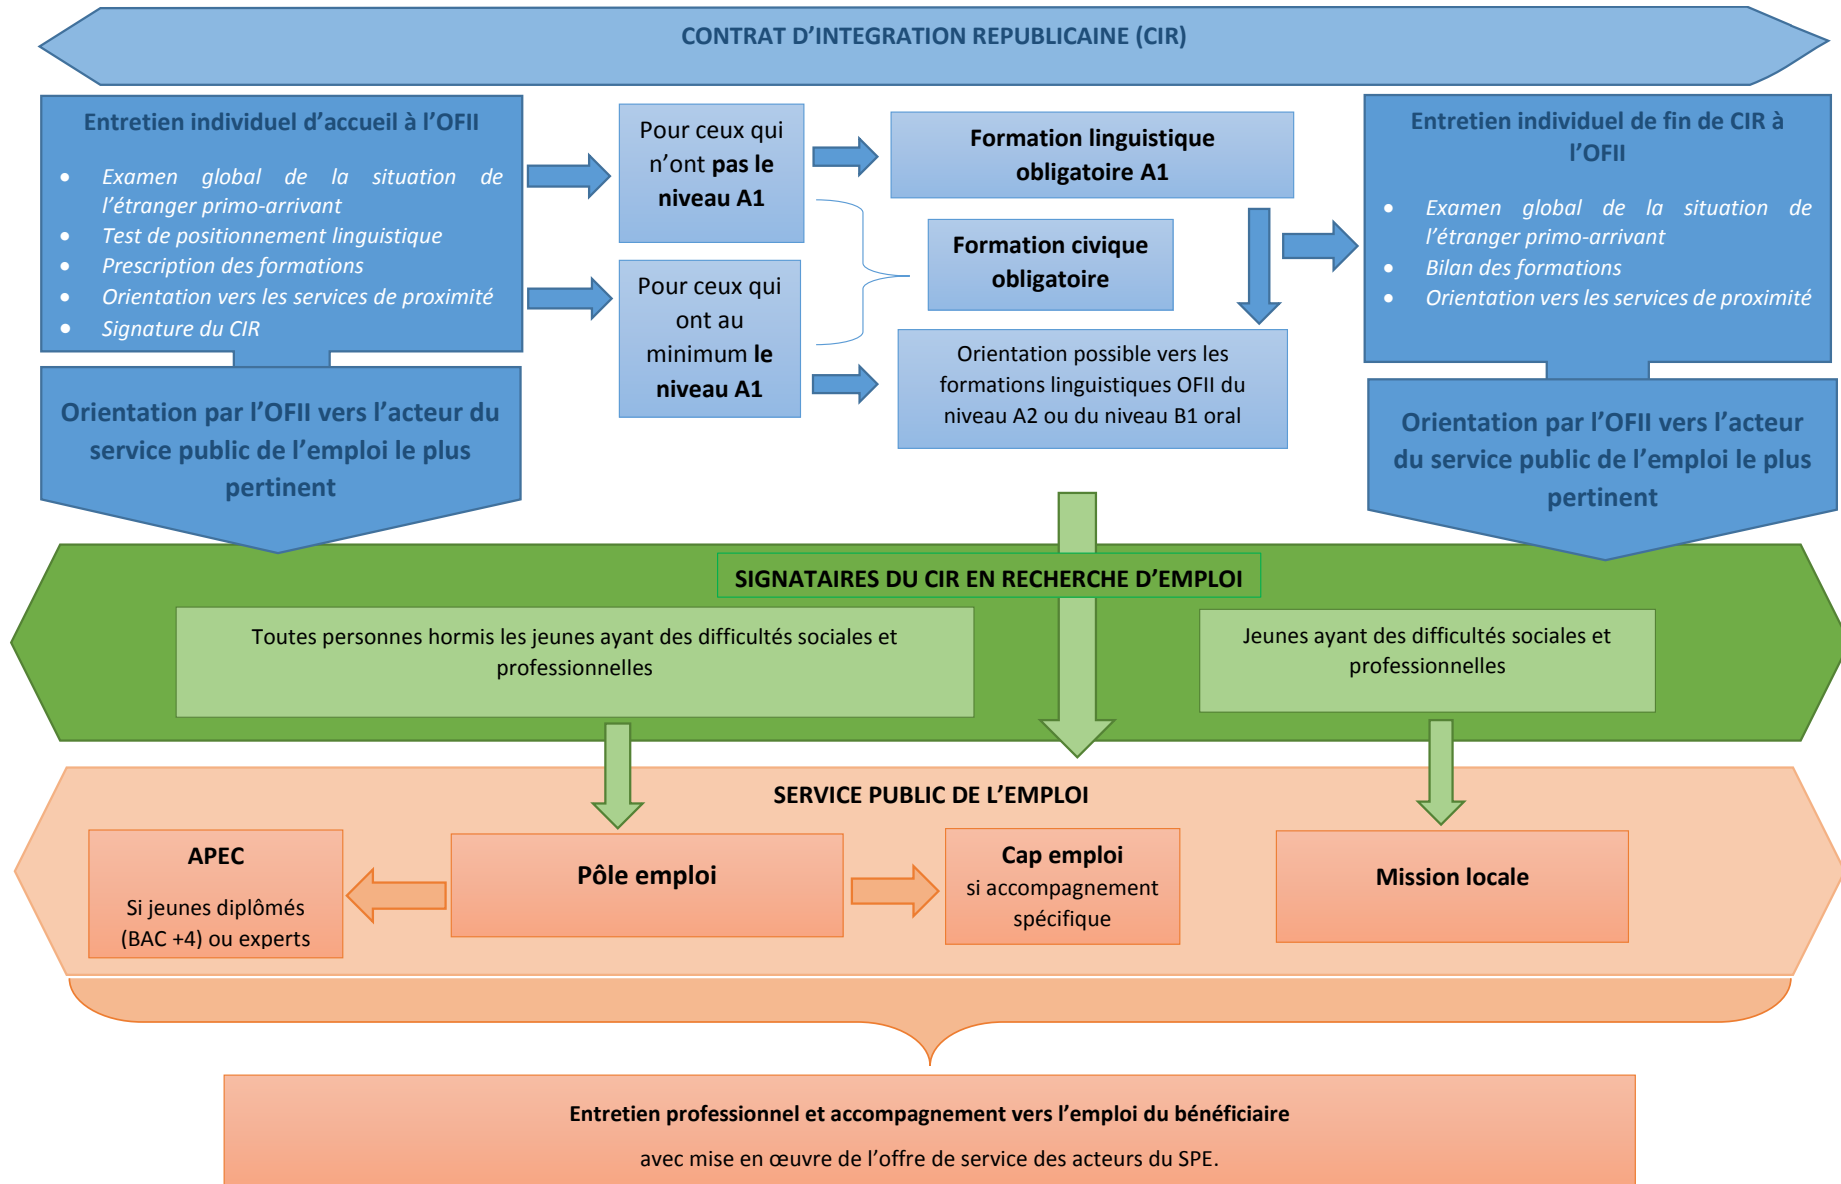 CONTRAT D'INTEGRATION REPUBLICAINE (CIR)
Entretien individuel d'accueil à l'OFII
• Examen global de la situation de
l'étranger primo-arrivant
• Test de positionnement linguistique
• Prescription des formations
• Orientation vers les services de proximité
• Signature du CIR
Orientation par l'OFII vers l'acteur du
service public de l'emploi le plus
pertinent
Pour ceux qui
n'ont pas le
niveau A1
Pour ceux qui
ont au
minimum le
niveau A1
Formation linguistique
obligatoire A1
Formation civique
obligatoire
Orientation possible vers les
formations linguistiques OFII du
niveau A2 ou du niveau B1 oral
Entretien individuel de fin de CIR à
l'OFII
• Examen global de la situation de
l'étranger primo-arrivant
• Bilan des formations
• Orientation vers les services de proximité
Orientation par l'OFII vers l'acteur
du service public de l'emploi le plus
pertinent
SIGNATAIRES DU CIR EN RECHERCHE D'EMPLOI
Toutes personnes hormis les jeunes ayant des difficultés sociales et
professionnelles
Jeunes ayant des difficultés sociales et
professionnelles
SERVICE PUBLIC DE L'EMPLOI
APEC
Si jeunes diplômés
(BAC +4) ou experts
Pôle emploi
Cap emploi
si accompagnement
spécifique
Mission locale
Entretien professionnel et accompagnement vers l'emploi du bénéficiaire
avec mise en œuvre de l'offre de service des acteurs du SPE.